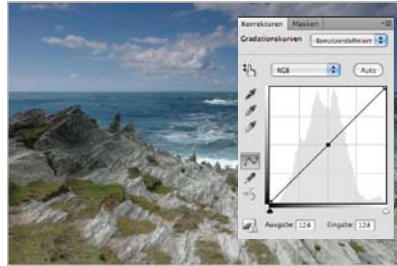 Korrekturen Masken
Gradationskurven Benutzerdefiniert
RGB Auto
Ausgabe: 128 Eingabe: 128